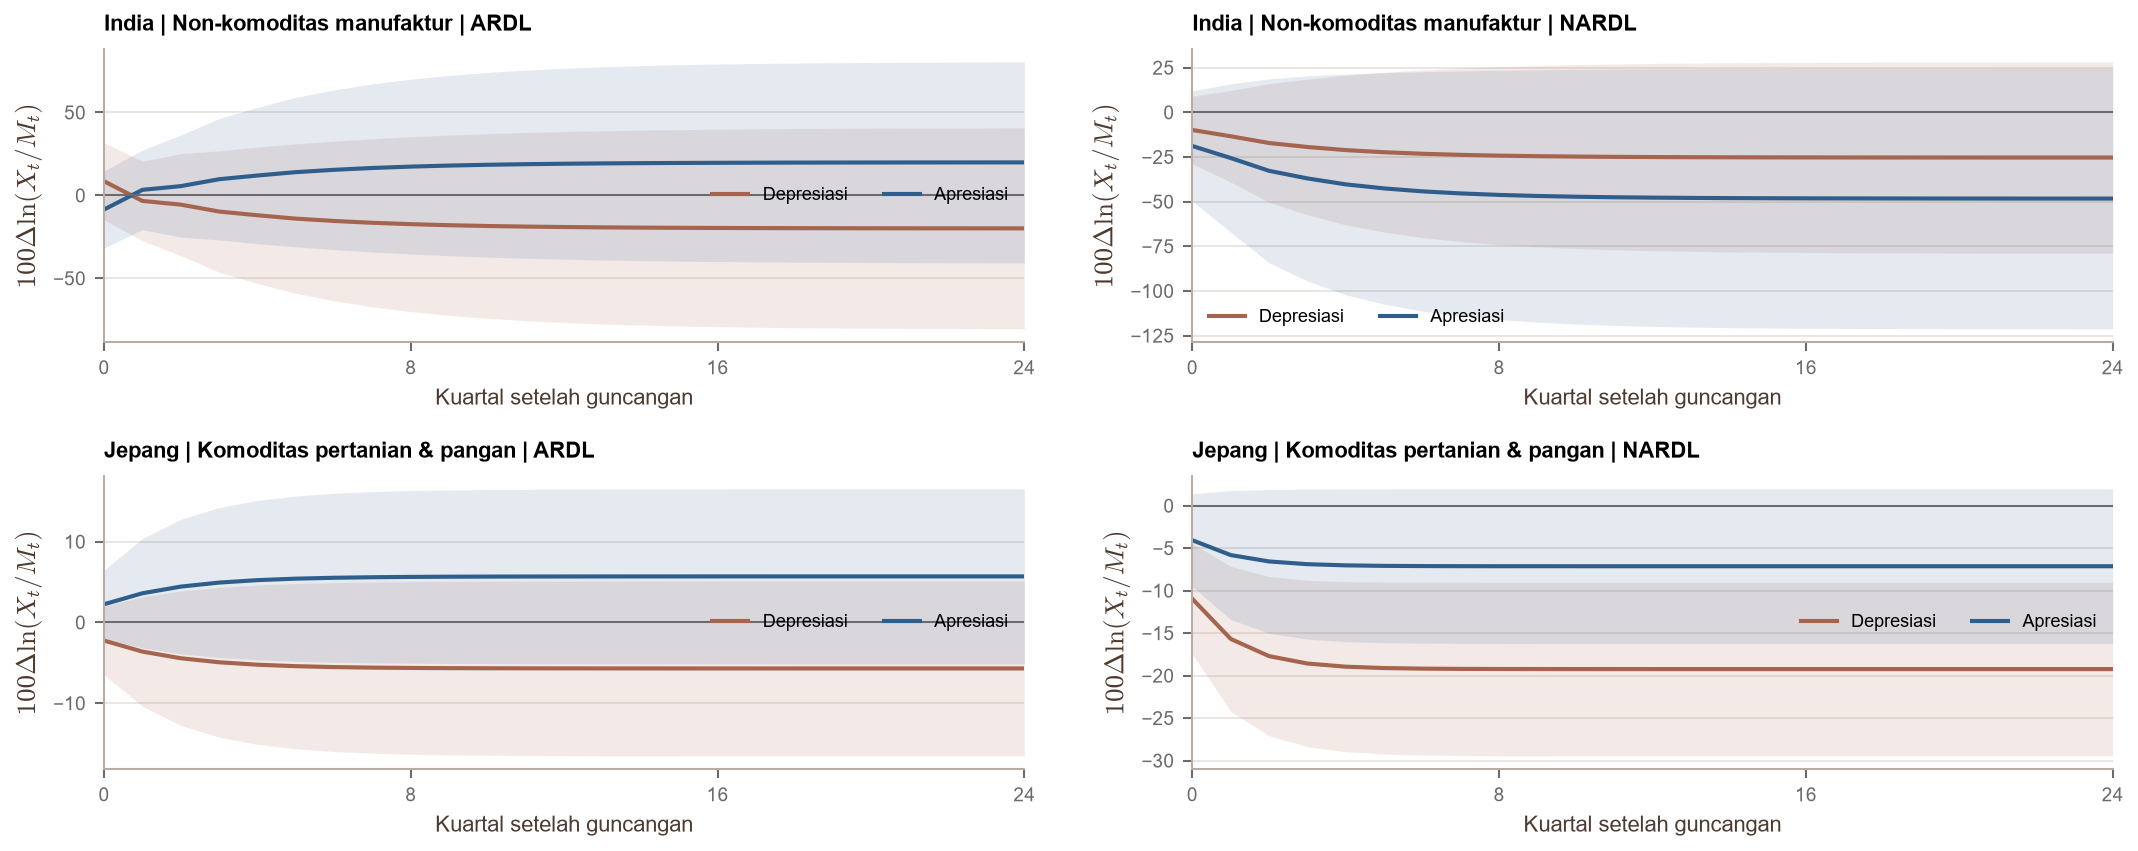 India | Non-komoditas manufaktur | ARDL
100Δln(Xₜ/Mₜ)
50
0
−50
Depresiasi
Apresiasi
0
8
16
24
Kuartal setelah guncangan
India | Non-komoditas manufaktur | NARDL
100Δln(Xₜ/Mₜ)
25
0
−25
−50
−75
−100
−125
Depresiasi
Apresiasi
0
8
16
24
Kuartal setelah guncangan
Jepang | Komoditas pertanian & pangan | ARDL
100Δln(Xₜ/Mₜ)
10
0
−10
Depresiasi
Apresiasi
0
8
16
24
Kuartal setelah guncangan
Jepang | Komoditas pertanian & pangan | NARDL
100Δln(Xₜ/Mₜ)
0
−5
−10
−15
−20
−25
−30
Depresiasi
Apresiasi
0
8
16
24
Kuartal setelah guncangan